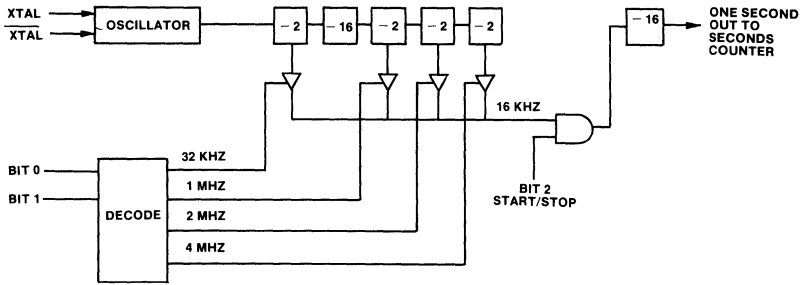 XTAL
XTAL
OSCILLATOR
−2
−16
−2
−2
−2
−16
ONE SECOND
OUT TO
SECONDS
COUNTER
16 KHZ
BIT 2
START/STOP
BIT 0
BIT 1
DECODE
32 KHZ
1 MHZ
2 MHZ
4 MHZ